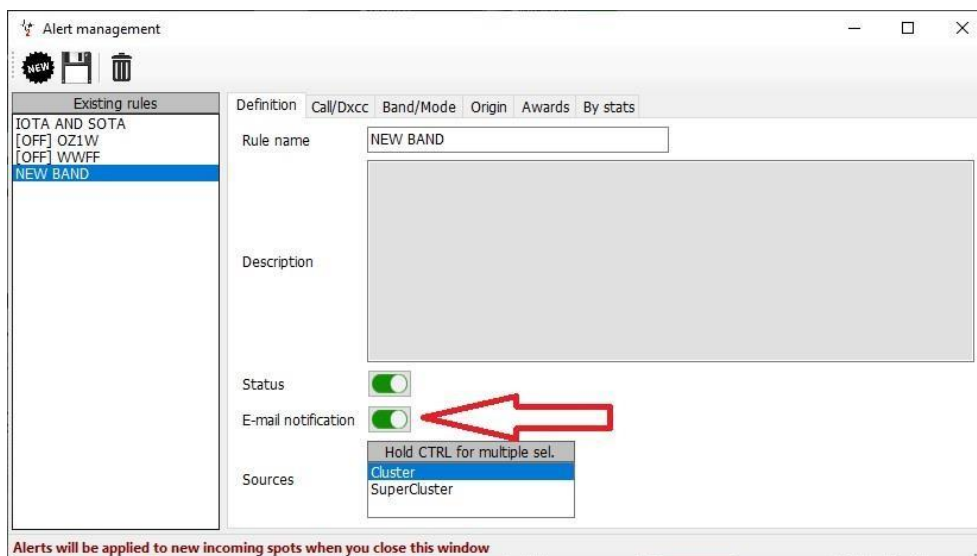 Alert management
NEW
Existing rules
IOTA AND SOTA
[OFF] OZ1W
[OFF] WWFF
NEW BAND
Definition Call/Dxcc Band/Mode Origin Awards By stats
Rule name NEW BAND
Description
Status
E-mail notification
Hold CTRL for multiple sel.
Sources
Cluster
SuperCluster
Alerts will be applied to new incoming spots when you close this window